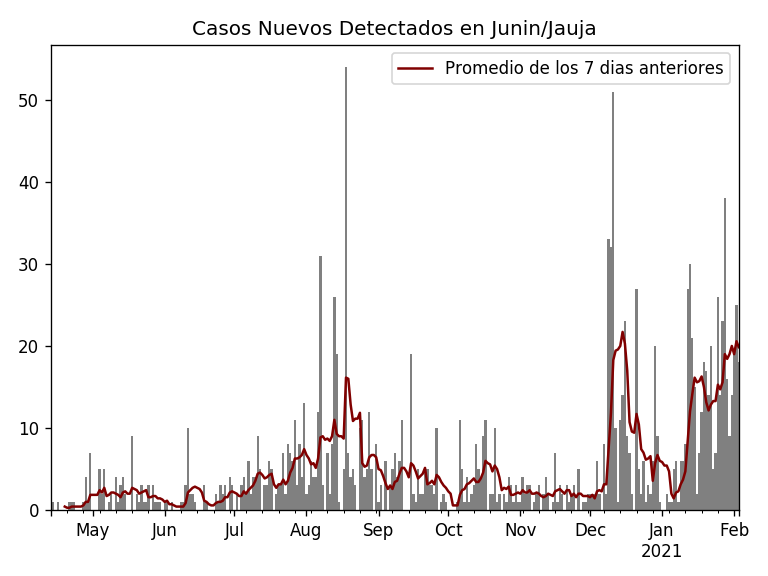 Casos Nuevos Detectados en Junin/Jauja
Promedio de los 7 dias anteriores
50
40
30
20
10
0
May Jun Jul Aug Sep Oct Nov Dec Jan Feb
2021